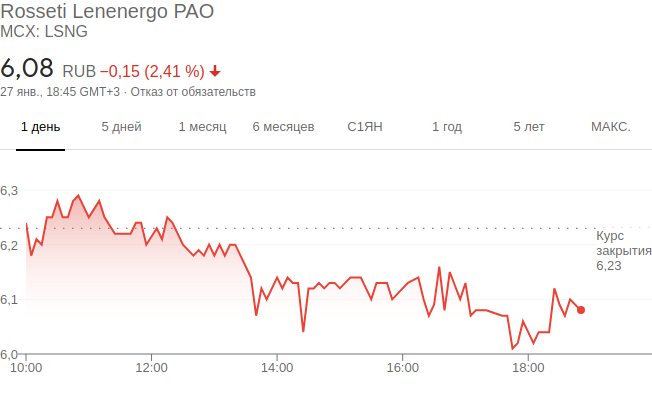 Rosseti Lenenergo PAO
MCX: LSNG
6,08 RUB −0,15 (2,41 %)
27 янв., 18:45 GMT+3 · Отказ от обязательств
1 день 5 дней 1 месяц 6 месяцев С1ЯН 1 год 5 лет МАКС.
6,3
Курс
закрытия
6,23
6,2
6,1
6,0
10:00 12:00 14:00 16:00 18:00